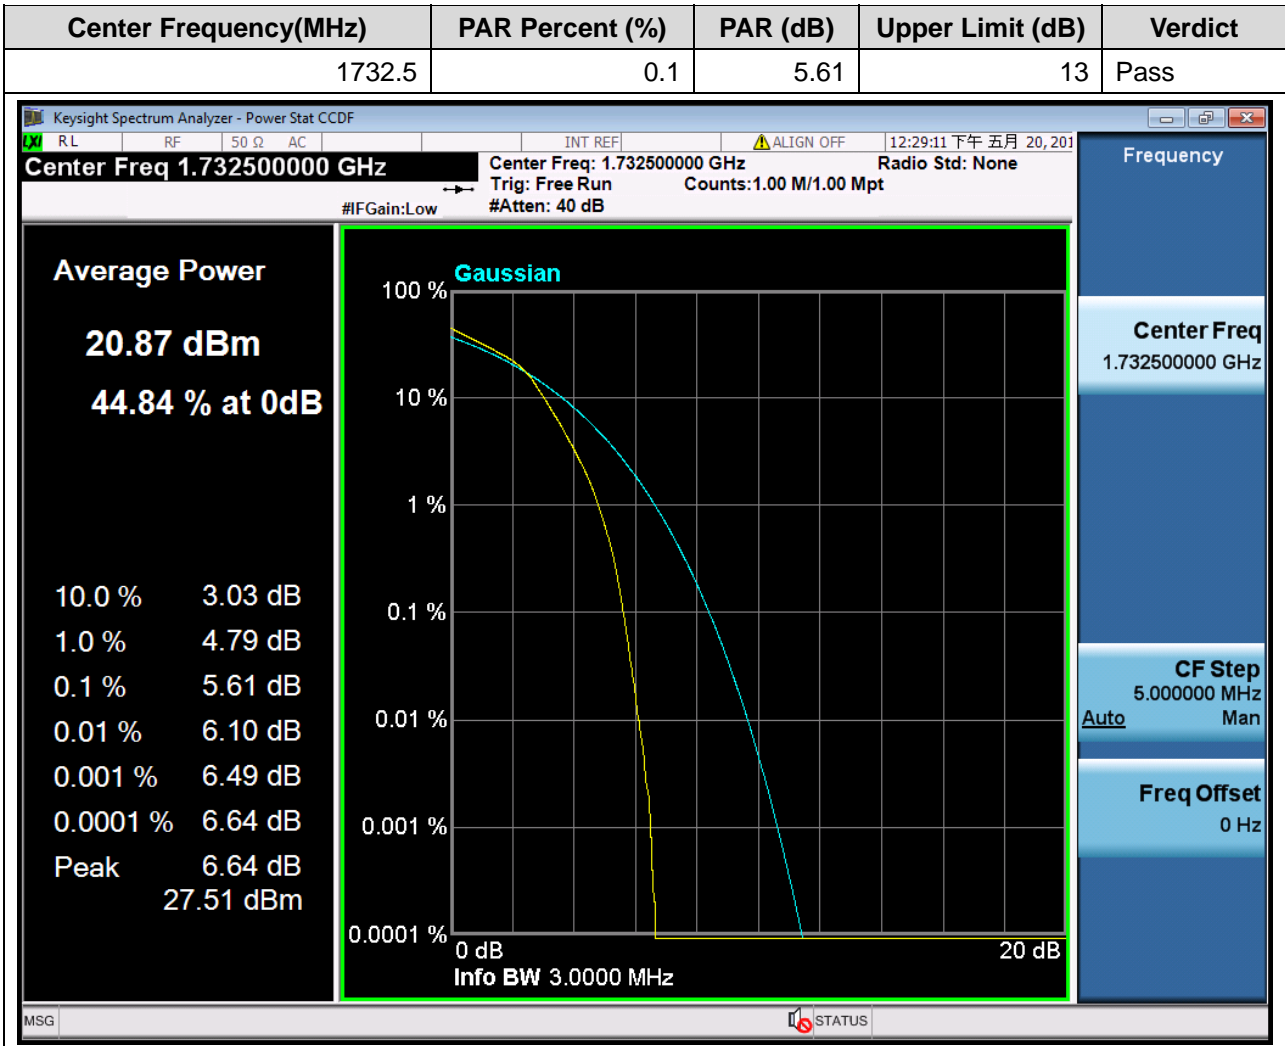 Center Frequency(MHz) PAR Percent (%) PAR (dB) Upper Limit (dB) Verdict
1732.5 0.1 5.61 13 Pass
Keysight Spectrum Analyzer - Power Stat CCDF
LXI RL RF 50 Ω AC INT REF ALIGN OFF 12:29:11 下午 五月 20, 201
Center Freq 1.732500000 GHz
Center Freq: 1.732500000 GHz Radio Std: None
Trig: Free Run Counts:1.00 M/1.00 Mpt
#IFGain:Low #Atten: 40 dB
Frequency
Average Power
20.87 dBm
44.84 % at 0dB
10.0 % 3.03 dB
1.0 % 4.79 dB
0.1 % 5.61 dB
0.01 % 6.10 dB
0.001 % 6.49 dB
0.0001 % 6.64 dB
Peak 6.64 dB
27.51 dBm
Gaussian
100 %
10 %
1 %
0.1 %
0.01 %
0.001 %
0.0001 %
0 dB 20 dB
Info BW 3.0000 MHz
Center Freq
1.732500000 GHz
CF Step
5.000000 MHz
Auto Man
Freq Offset
0 Hz
MSG STATUS